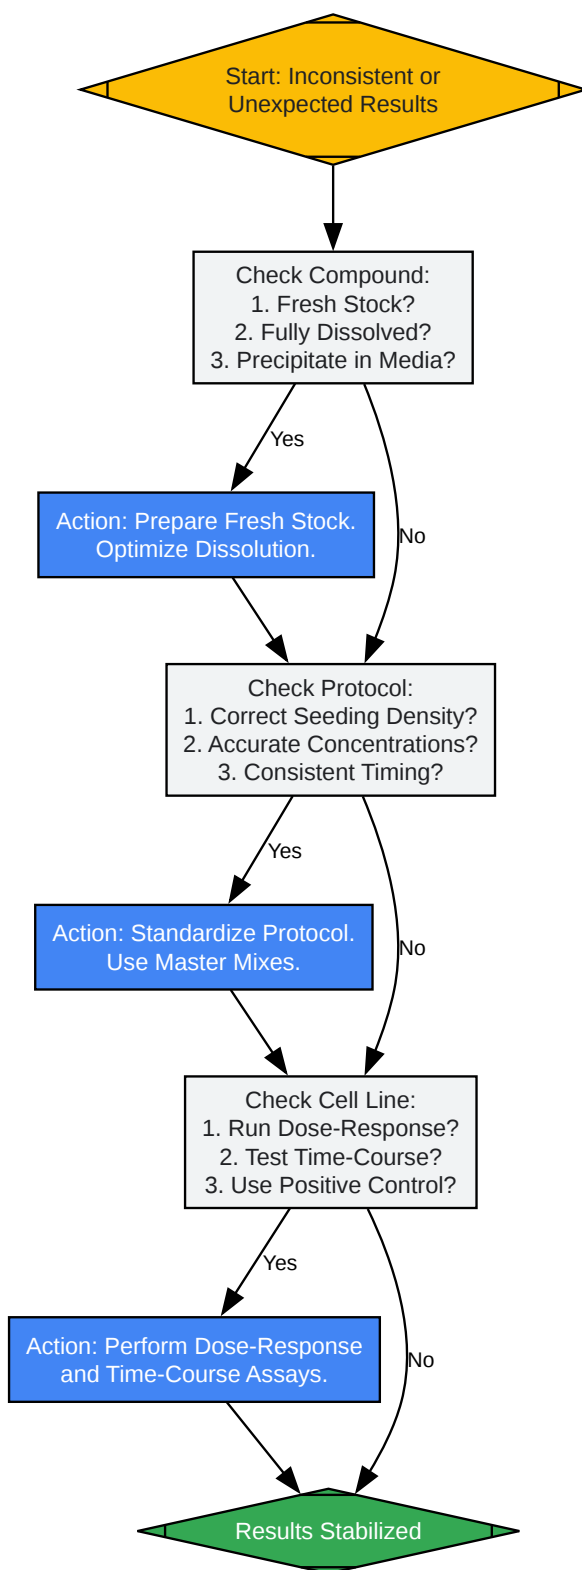 Start: Inconsistent or
Unexpected Results
Check Compound:
1. Fresh Stock?
2. Fully Dissolved?
3. Precipitate in Media?
Yes
No
Action: Prepare Fresh Stock.
Optimize Dissolution.
Check Protocol:
1. Correct Seeding Density?
2. Accurate Concentrations?
3. Consistent Timing?
Yes
No
Action: Standardize Protocol.
Use Master Mixes.
Check Cell Line:
1. Run Dose-Response?
2. Test Time-Course?
3. Use Positive Control?
Yes
No
Action: Perform Dose-Response
and Time-Course Assays.
Results Stabilized